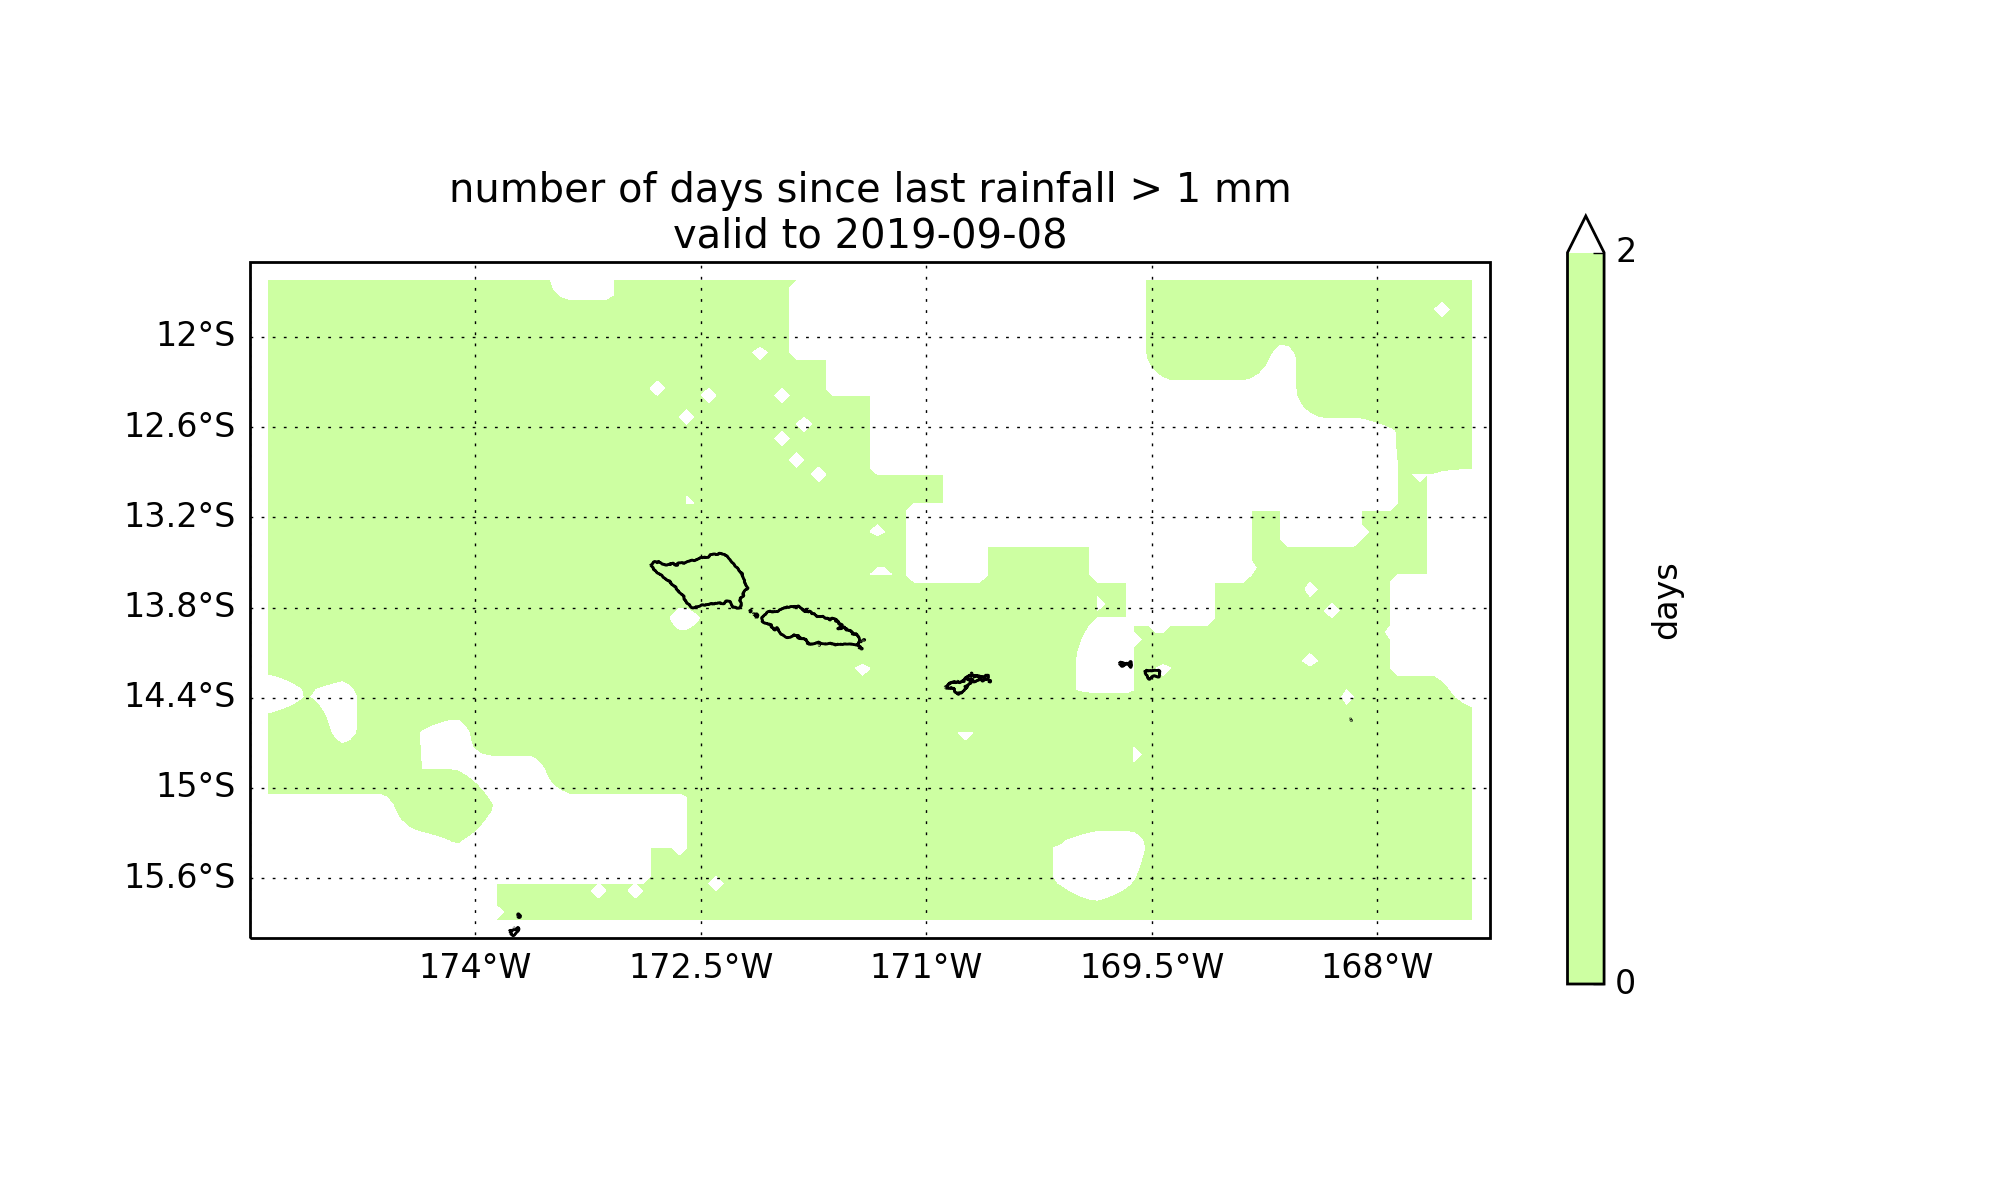 number of days since last rainfall > 1 mm
valid to 2019-09-08
12°S
12.6°S
13.2°S
13.8°S
14.4°S
15°S
15.6°S
174°W
172.5°W
171°W
169.5°W
168°W
2
0
days